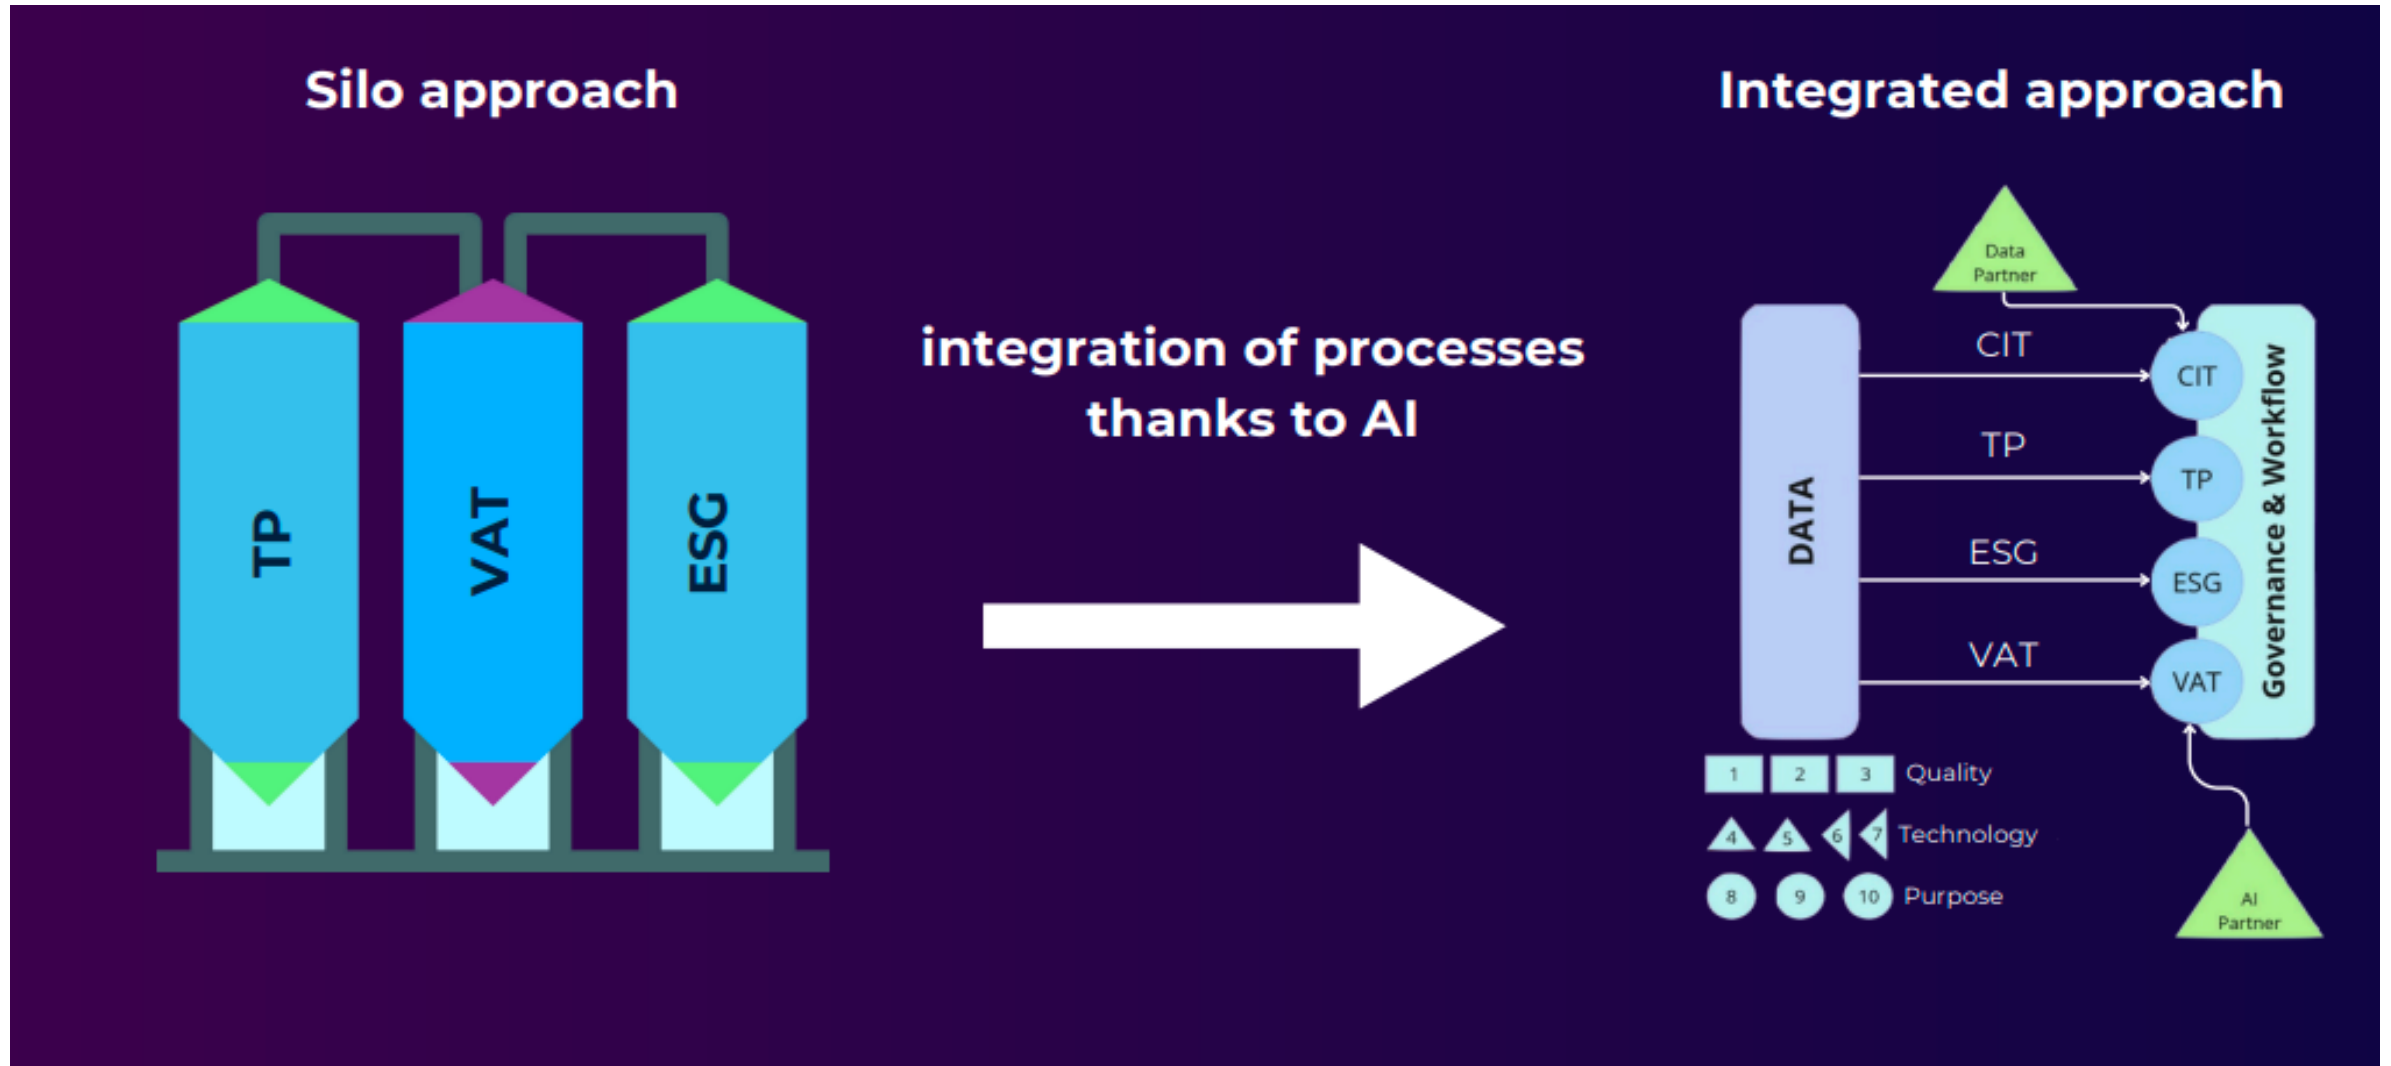 Silo approach
Integrated approach
integration of processes
thanks to AI
TP
VAT
ESG
Data
Partner
DATA
CIT
TP
ESG
VAT
CIT
TP
ESG
VAT
Governance & Workflow
1 2 3 Quality
4 5 6 7 Technology
8 9 10 Purpose
AI
Partner